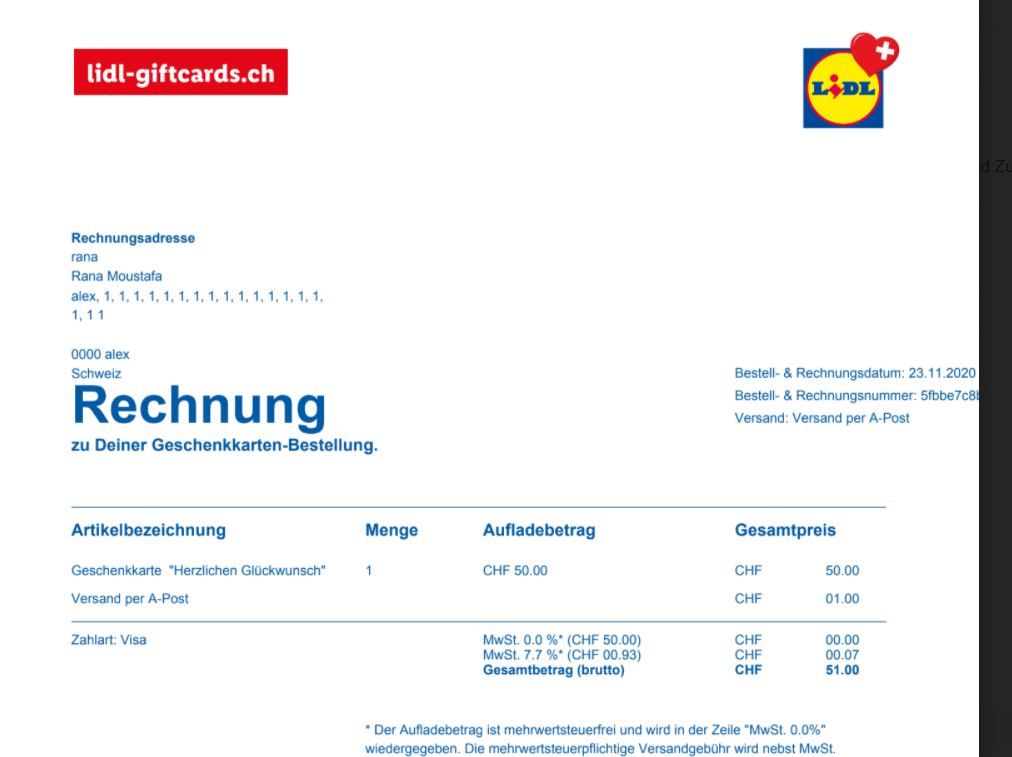 lidl-giftcards.ch
LIDL
d Zu
Rechnungsadresse
rana
Rana Moustafa
alex, 1, 1, 1, 1, 1, 1, 1, 1, 1, 1, 1, 1, 1, 1, 1,
1, 1 1
0000 alex
Schweiz
Bestell- & Rechnungsdatum: 23.11.2020
Bestell- & Rechnungsnummer: 5fbbe7c8
Versand: Versand per A-Post
Rechnung
zu Deiner Geschenkkarten-Bestellung.
Artikelbezeichnung Menge Aufladebetrag Gesamtpreis
Geschenkkarte "Herzlichen Glückwunsch" 1 CHF 50.00 CHF 50.00
Versand per A-Post CHF 01.00
Zahlart: Visa MwSt. 0.0 %* (CHF 50.00) CHF 00.00
MwSt. 7.7 %* (CHF 00.93) CHF 00.07
Gesamtbetrag (brutto) CHF 51.00
* Der Aufladebetrag ist mehrwertsteuerfrei und wird in der Zeile "MwSt. 0.0%"
wiedergegeben. Die mehrwertsteuerpflichtige Versandgebühr wird nebst MwSt.